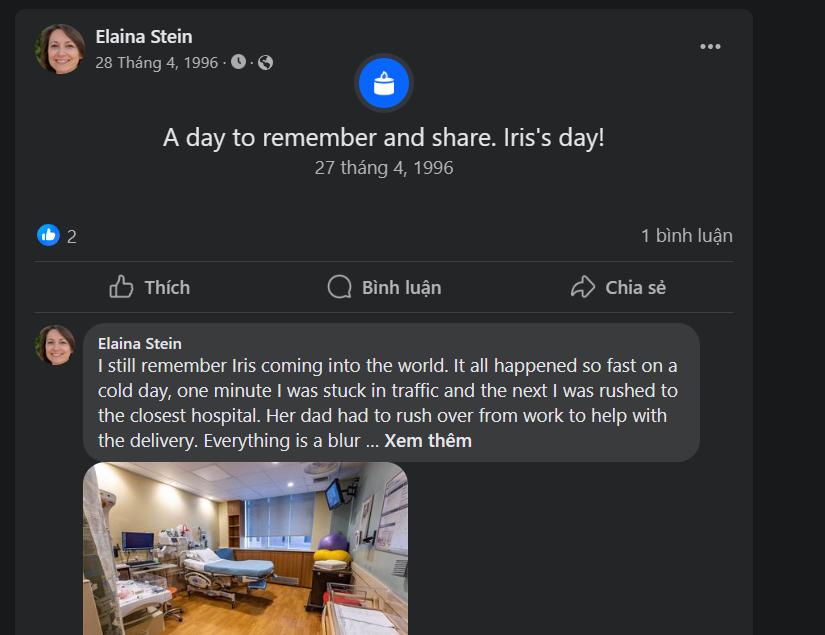 Elaina Stein
28 Tháng 4, 1996 · ·
A day to remember and share. Iris's day!
27 tháng 4, 1996
2
1 bình luận
Thích
Bình luận
Chia sẻ
Elaina Stein
I still remember Iris coming into the world. It all happened so fast on a
cold day, one minute I was stuck in traffic and the next I was rushed to
the closest hospital. Her dad had to rush over from work to help with
the delivery. Everything is a blur ... Xem thêm